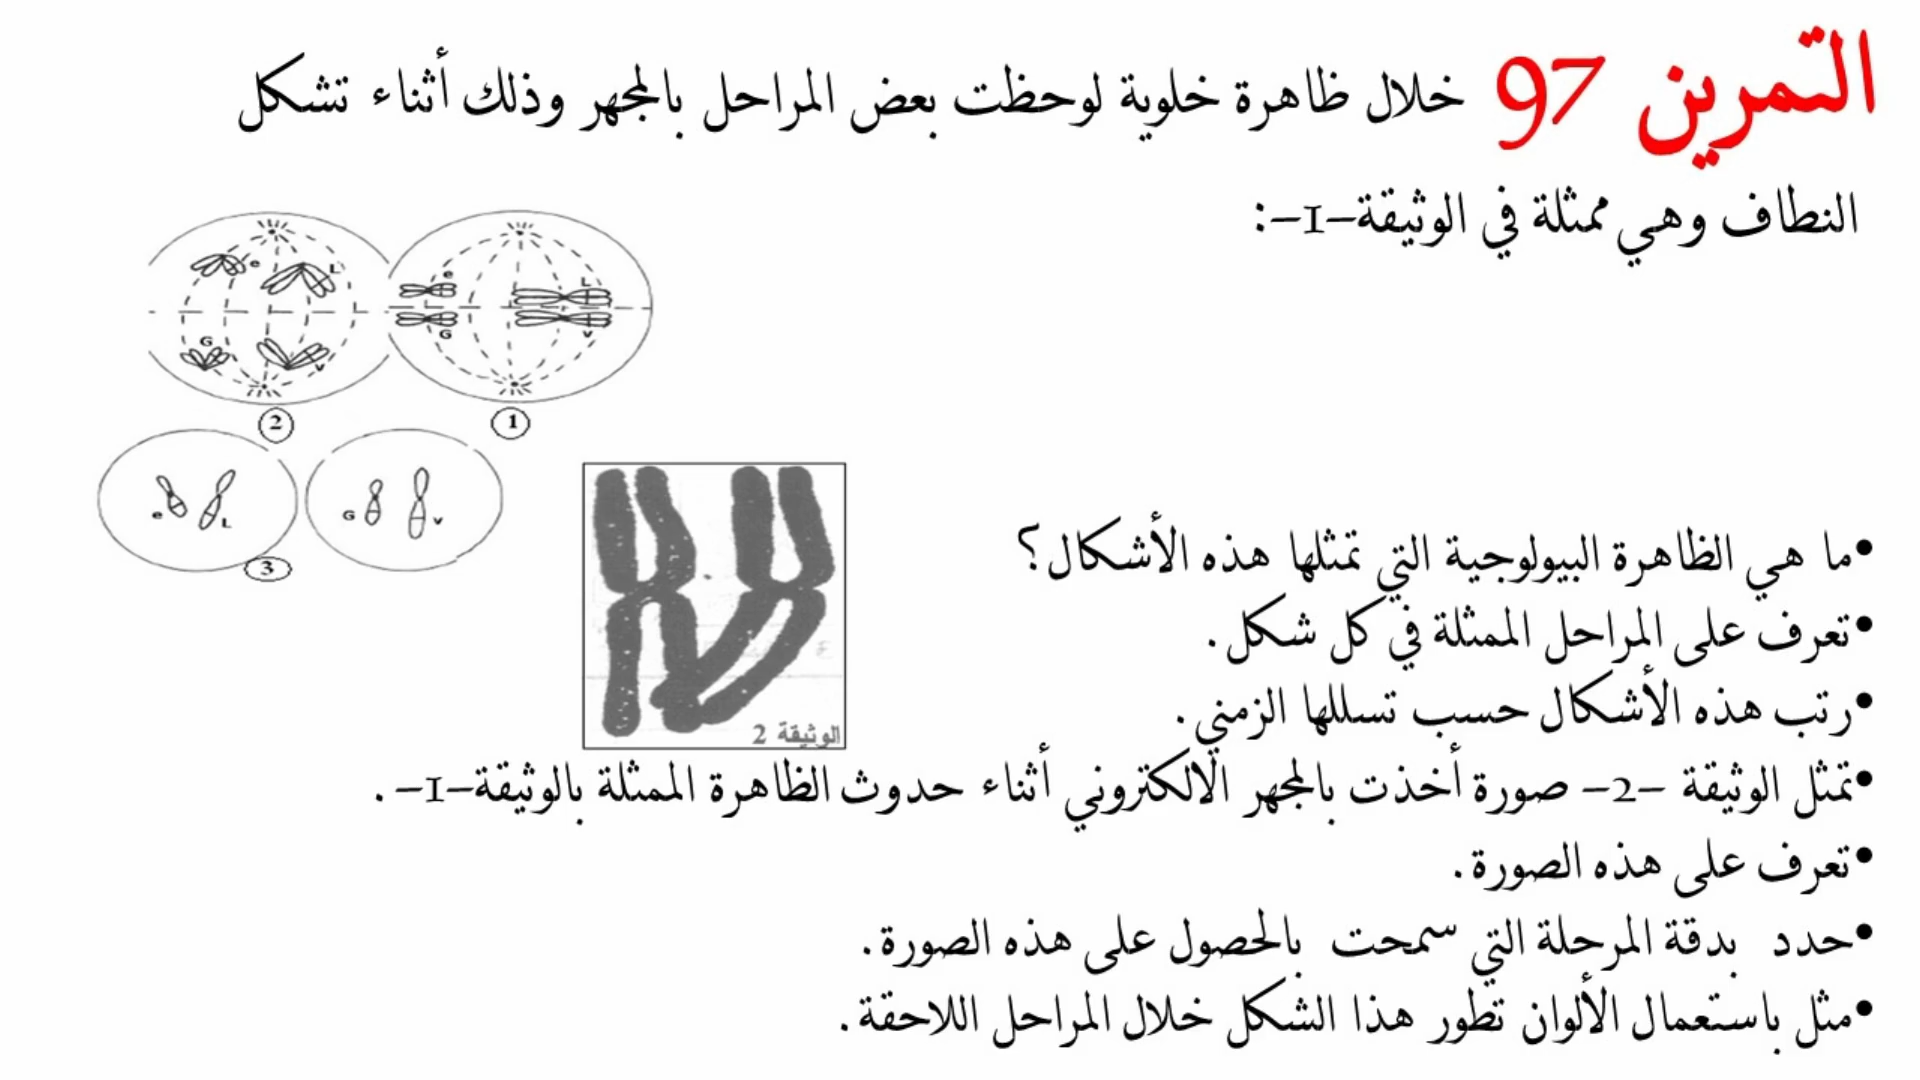 التمرين 97 خلال ظاهرة خلوية لوحظت بعض المراحل بالمجهر وذلك أثناء تشكل
النطاف وهي ممثلة في الوثيقة–1–:
e L e L
G v G v
2 1
e L G v
3
الوثيقة 2
•ما هي الظاهرة البيولوجية التي تمثلها هذه الأشكال؟
•تعرف على المراحل الممثلة في كل شكل.
•رتب هذه الأشكال حسب تسللها الزمني.
•تمثل الوثيقة –2– صورة أخذت بالمجهر الالكتروني أثناء حدوث الظاهرة الممثلة بالوثيقة–1–.
•تعرف على هذه الصورة.
•حدد بدقة المرحلة التي سمحت بالحصول على هذه الصورة.
•مثل باستعمال الألوان تطور هذا الشكل خلال المراحل اللاحقة.